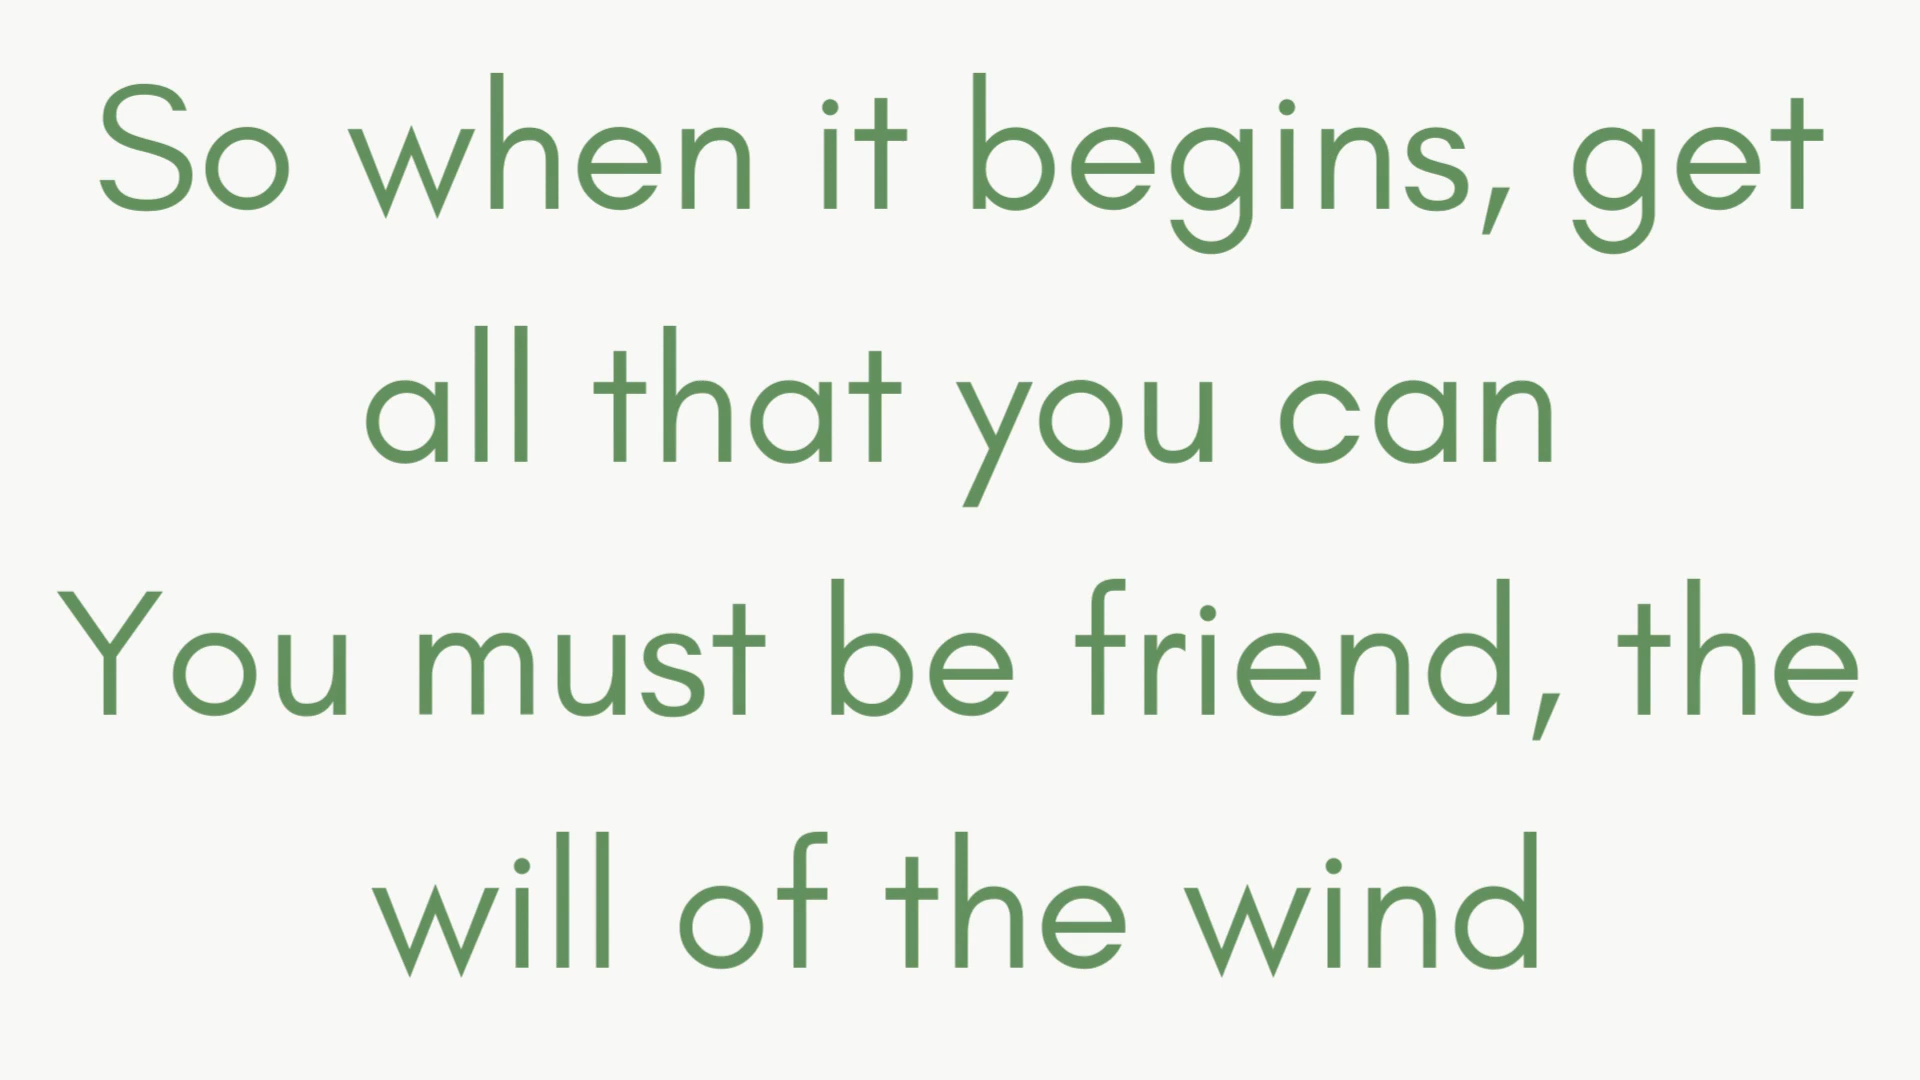 So when it begins, get
all that you can
You must be friend, the
will of the wind